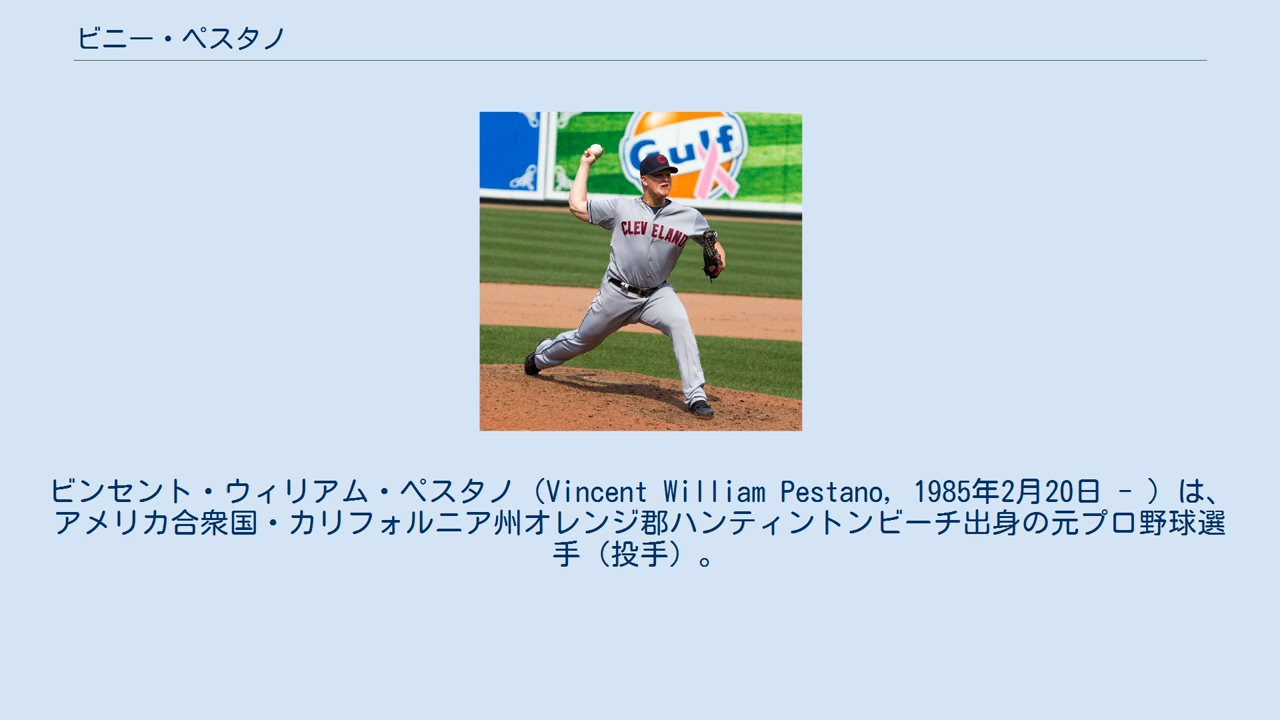 ビニー・ペスタノ
Gulf
CLEVELAND
ビンセント・ウィリアム・ペスタノ（Vincent William Pestano, 1985年2月20日 - ）は、
アメリカ合衆国・カリフォルニア州オレンジ郡ハンティントンビーチ出身の元プロ野球選
手（投手）。